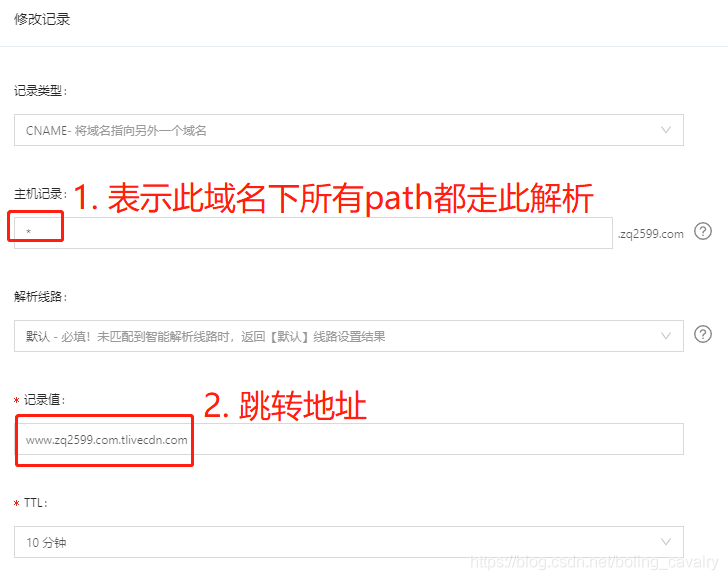 修改记录
记录类型：
CNAME- 将域名指向另外一个域名
主机记录：
1. 表示此域名下所有path都走此解析
*
.zq2599.com
?
解析线路：
默认 - 必填！未匹配到智能解析线路时，返回【默认】线路设置结果
?
* 记录值：
2. 跳转地址
www.zq2599.com.tlivecdn.com
* TTL：
10 分钟
https://blog.csdn.net/boling_cavalry